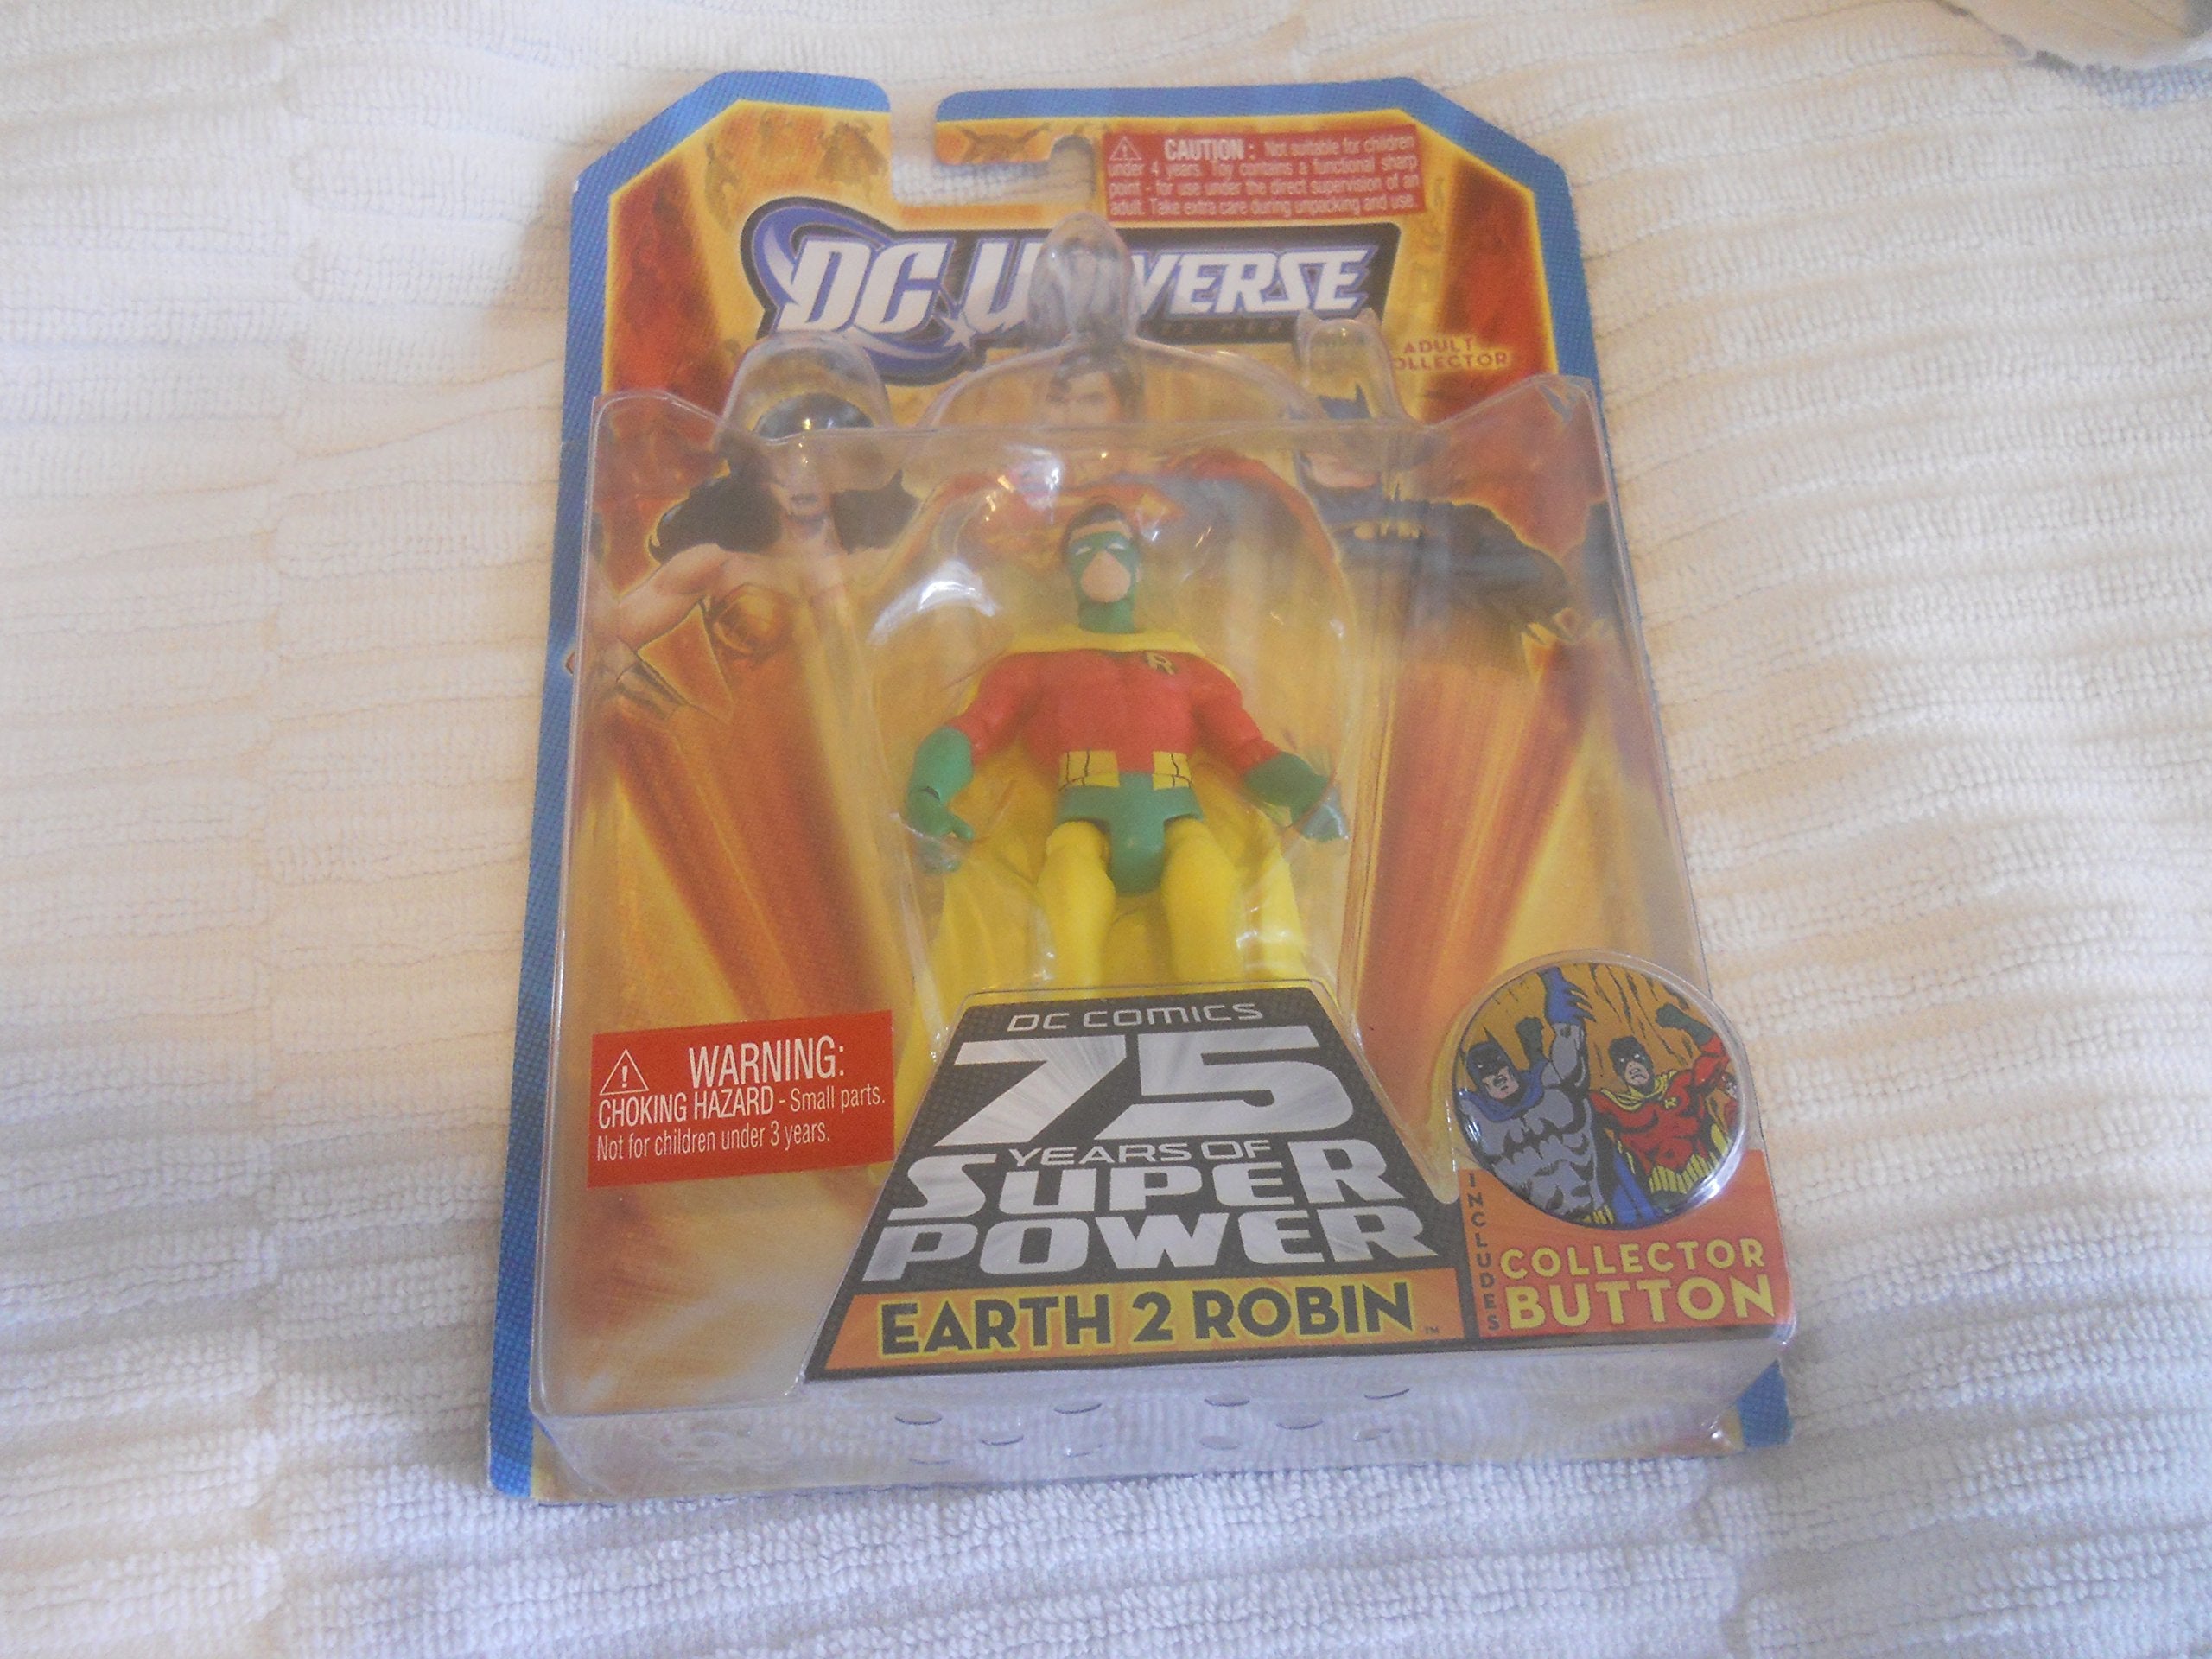 CAUTION: Not suitable for children
under 4 years. Toy contains a functional sharp
point - for use under the direct supervision of an
adult. Take extra care during unpacking and use.
DC UNIVERSE
ADULT
COLLECTOR
R
DC COMICS
75
YEARS OF
SUPER
POWER
EARTH 2 ROBIN™
WARNING:
CHOKING HAZARD - Small parts.
Not for children under 3 years.
INCLUDES
COLLECTOR
BUTTON